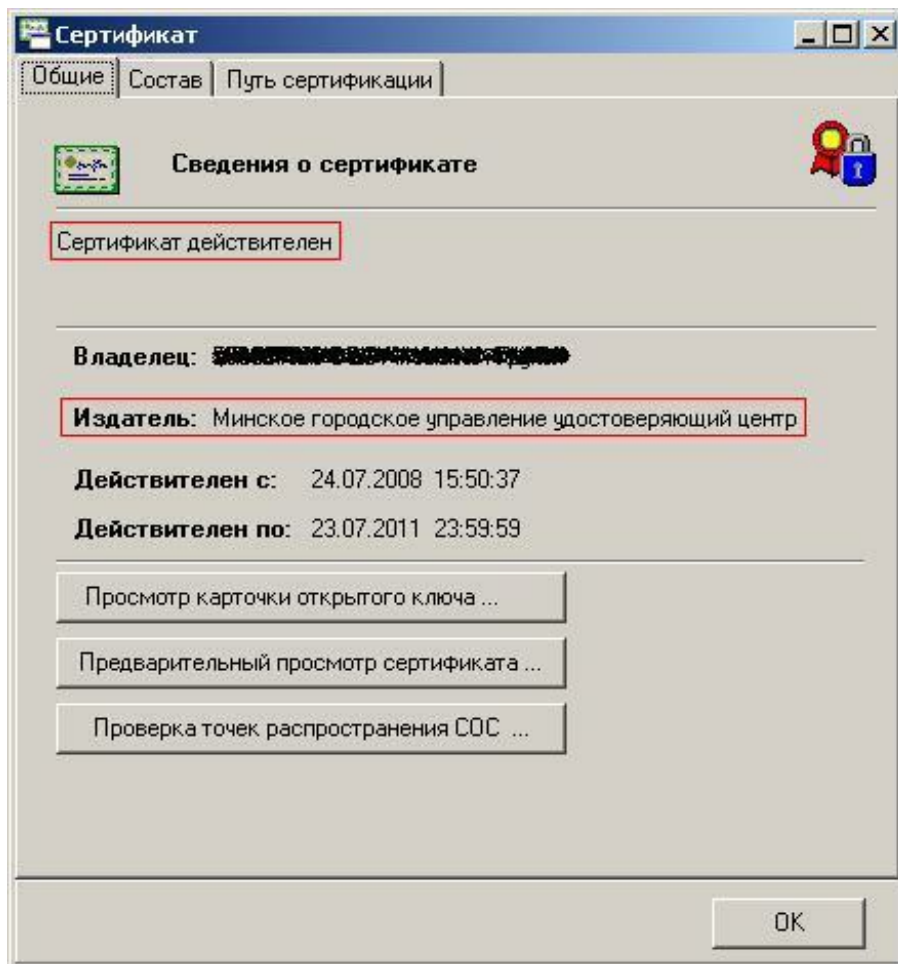 Сертификат
Общие Состав Путь сертификации
Сведения о сертификате
Сертификат действителен
Владелец:
Издатель: Минское городское управление удостоверяющий центр
Действителен с: 24.07.2008 15:50:37
Действителен по: 23.07.2011 23:59:59
Просмотр карточки открытого ключа ...
Предварительный просмотр сертификата ...
Проверка точек распространения СОС ...
OK